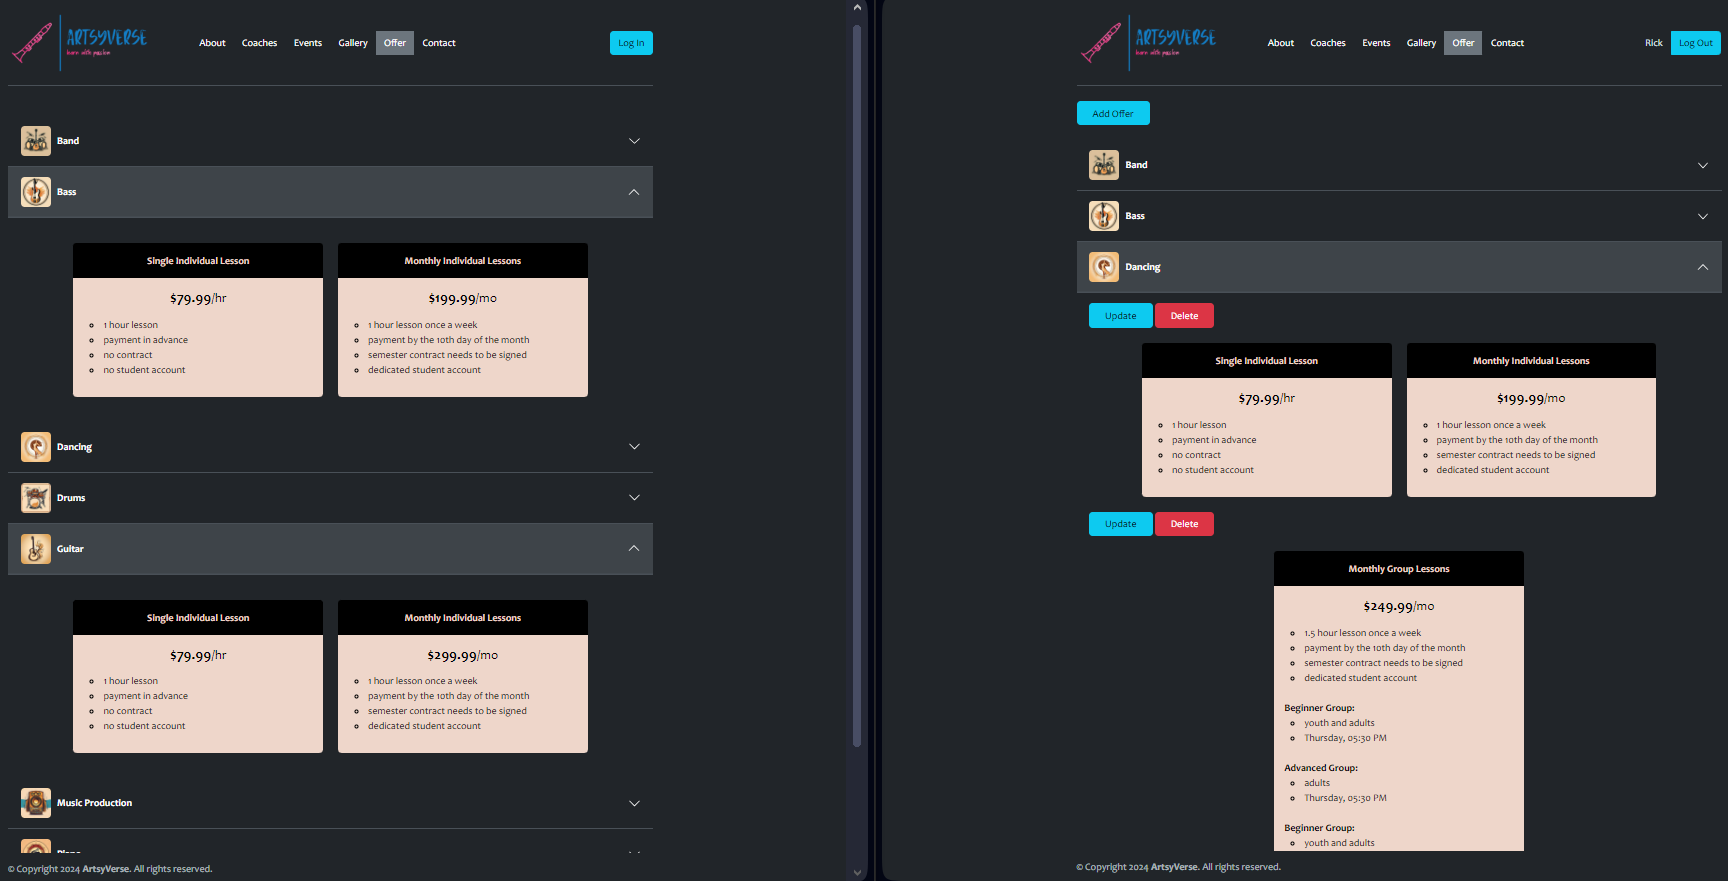 ARTSYVERSE
learn with passion
About Coaches Events Gallery Offer Contact
Log In
Band
Bass
Single Individual Lesson
$79.99/hr
1 hour lesson
payment in advance
no contract
no student account
Monthly Individual Lessons
$199.99/mo
1 hour lesson once a week
payment by the 10th day of the month
semester contract needs to be signed
dedicated student account
Dancing
Drums
Guitar
Single Individual Lesson
$79.99/hr
1 hour lesson
payment in advance
no contract
no student account
Monthly Individual Lessons
$299.99/mo
1 hour lesson once a week
payment by the 10th day of the month
semester contract needs to be signed
dedicated student account
Music Production
Piano
© Copyright 2024 ArtsyVerse. All rights reserved.
ARTSYVERSE
learn with passion
About Coaches Events Gallery Offer Contact
Rick Log Out
Add Offer
Band
Bass
Dancing
Update Delete
Single Individual Lesson
$79.99/hr
1 hour lesson
payment in advance
no contract
no student account
Monthly Individual Lessons
$199.99/mo
1 hour lesson once a week
payment by the 10th day of the month
semester contract needs to be signed
dedicated student account
Update Delete
Monthly Group Lessons
$249.99/mo
1.5 hour lesson once a week
payment by the 10th day of the month
semester contract needs to be signed
dedicated student account
Beginner Group:
youth and adults
Thursday, 05:30 PM
Advanced Group:
adults
Thursday, 05:30 PM
Beginner Group:
youth and adults
© Copyright 2024 ArtsyVerse. All rights reserved.